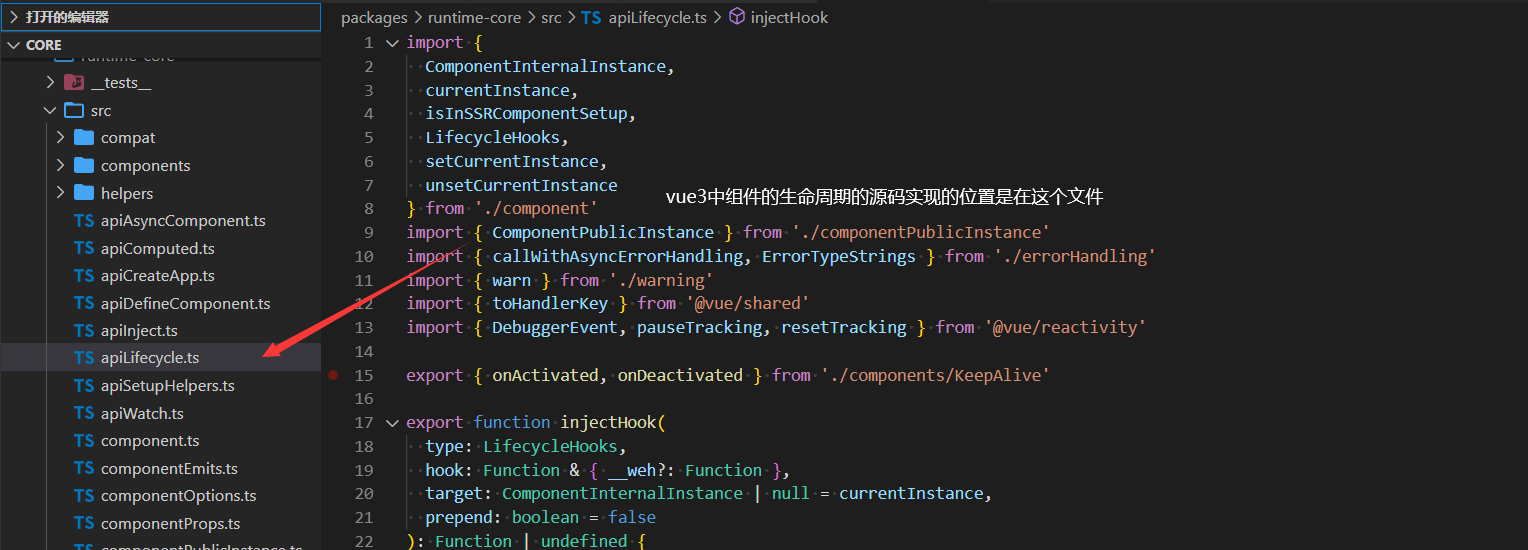 打开的编辑器
CORE
runtime-core
__tests__
src
compat
components
helpers
TS apiAsyncComponent.ts
TS apiComputed.ts
TS apiCreateApp.ts
TS apiDefineComponent.ts
TS apiInject.ts
TS apiLifecycle.ts
TS apiSetupHelpers.ts
TS apiWatch.ts
TS component.ts
TS componentEmits.ts
TS componentOptions.ts
TS componentProps.ts
TS componentPublicInstance.ts
packages > runtime-core > src > TS apiLifecycle.ts > injectHook
1 import {
2 ComponentInternalInstance,
3 currentInstance,
4 isInSSRComponentSetup,
5 LifecycleHooks,
6 setCurrentInstance,
7 unsetCurrentInstance
vue3中组件的生命周期的源码实现的位置是在这个文件
8 } from './component'
9 import { ComponentPublicInstance } from './componentPublicInstance'
10 import { callWithAsyncErrorHandling, ErrorTypeStrings } from './errorHandling'
11 import { warn } from './warning'
12 import { toHandlerKey } from '@vue/shared'
13 import { DebuggerEvent, pauseTracking, resetTracking } from '@vue/reactivity'
14
15 export { onActivated, onDeactivated } from './components/KeepAlive'
16
17 export function injectHook(
18 type: LifecycleHooks,
19 hook: Function & { __weh?: Function },
20 target: ComponentInternalInstance | null = currentInstance,
21 prepend: boolean = false
22 ): Function | undefined {